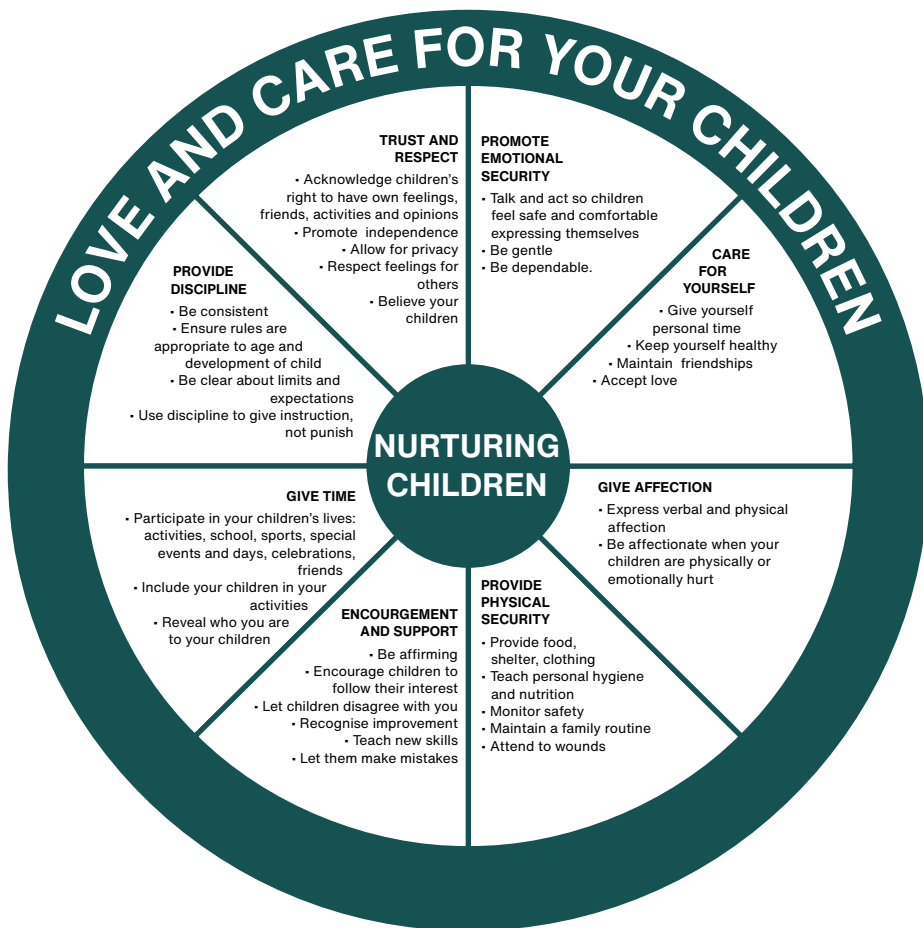 LOVE AND CARE FOR YOUR CHILDREN
TRUST AND
RESPECT
• Acknowledge children's
right to have own feelings,
friends, activities and opinions
• Promote independence
• Allow for privacy
• Respect feelings for
others
• Believe your
children
PROMOTE
EMOTIONAL
SECURITY
• Talk and act so children
feel safe and comfortable
expressing themselves
• Be gentle
• Be dependable.
CARE
FOR
YOURSELF
• Give yourself
personal time
• Keep yourself healthy
• Maintain friendships
• Accept love
GIVE AFFECTION
• Express verbal and physical
affection
• Be affectionate when your
children are physically or
emotionally hurt
PROVIDE
PHYSICAL
SECURITY
• Provide food,
shelter, clothing
• Teach personal hygiene
and nutrition
• Monitor safety
• Maintain a family routine
• Attend to wounds
ENCOURGEMENT
AND SUPPORT
• Be affirming
• Encourage children to
follow their interest
• Let children disagree with you
• Recognise improvement
• Teach new skills
• Let them make mistakes
GIVE TIME
• Participate in your children's lives:
activities, school, sports, special
events and days, celebrations,
friends
• Include your children in your
activities
• Reveal who you are
to your children
PROVIDE
DISCIPLINE
• Be consistent
• Ensure rules are
appropriate to age and
development of child
• Be clear about limits and
expectations
• Use discipline to give instruction,
not punish
NURTURING
CHILDREN